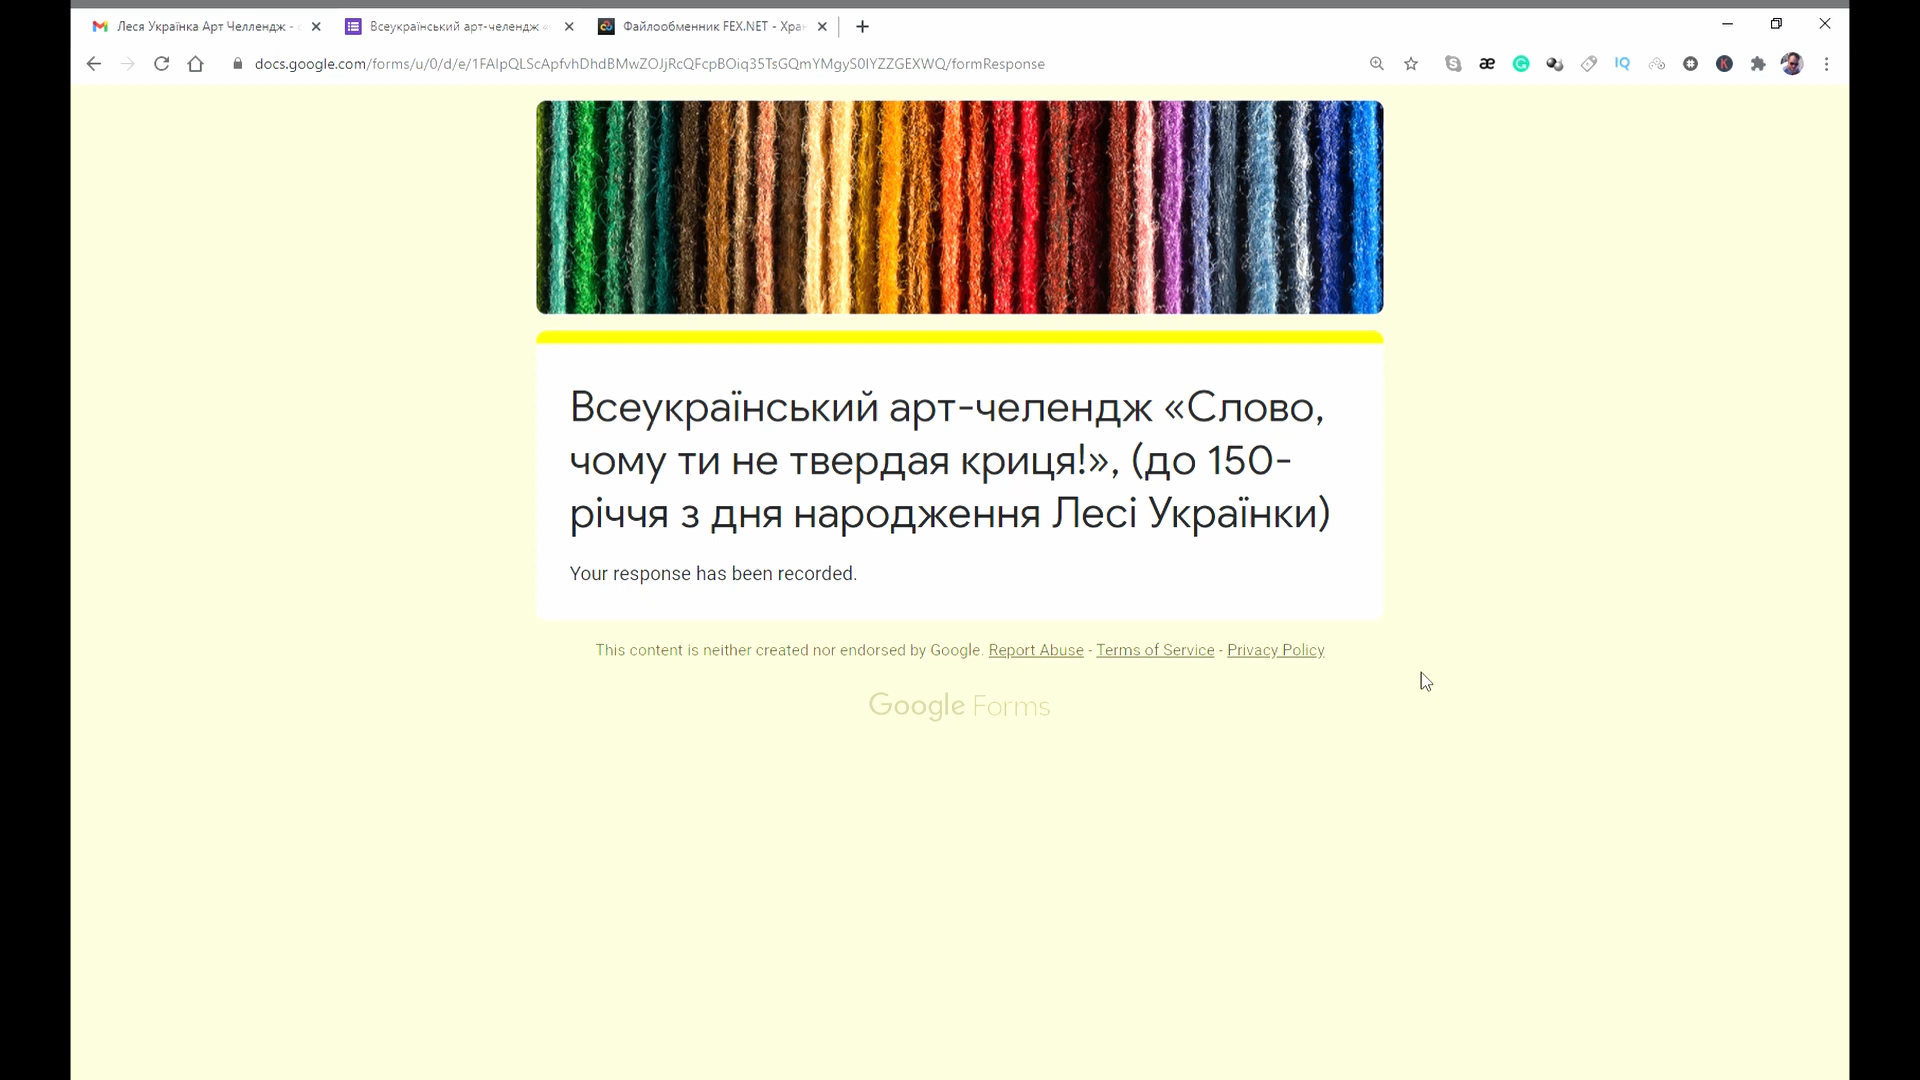 Леся Українка Арт Челлендж -
Всеукраїнський арт-челендж «
Файлообменник FEX.NET - Хра
docs.google.com/forms/u/0/d/e/1FAIpQLScApfvhDhdBMwZOJjRcQFcpBOiq35TsGQmYMgyS0IYZZGEXWQ/formResponse
æ
IQ
K
Всеукраїнський арт-челендж «Слово,
чому ти не твердая криця!», (до 150-
річчя з дня народження Лесі Українки)
Your response has been recorded.
This content is neither created nor endorsed by Google. Report Abuse - Terms of Service - Privacy Policy
Google Forms